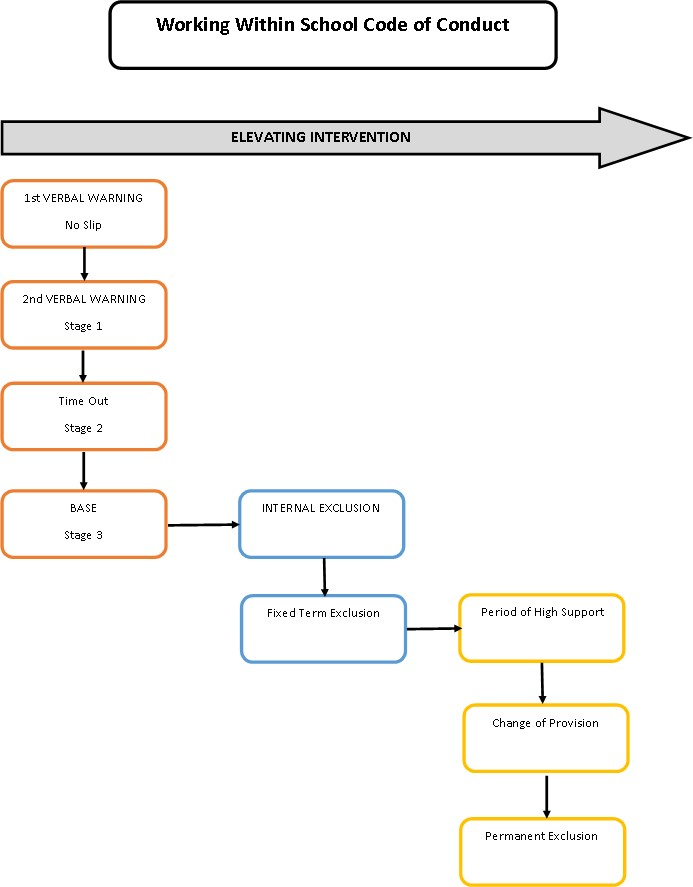 Working Within School Code of Conduct
ELEVATING INTERVENTION
1st VERBAL WARNING
No Slip
2nd VERBAL WARNING
Stage 1
Time Out
Stage 2
BASE
Stage 3
INTERNAL EXCLUSION
Fixed Term Exclusion
Period of High Support
Change of Provision
Permanent Exclusion